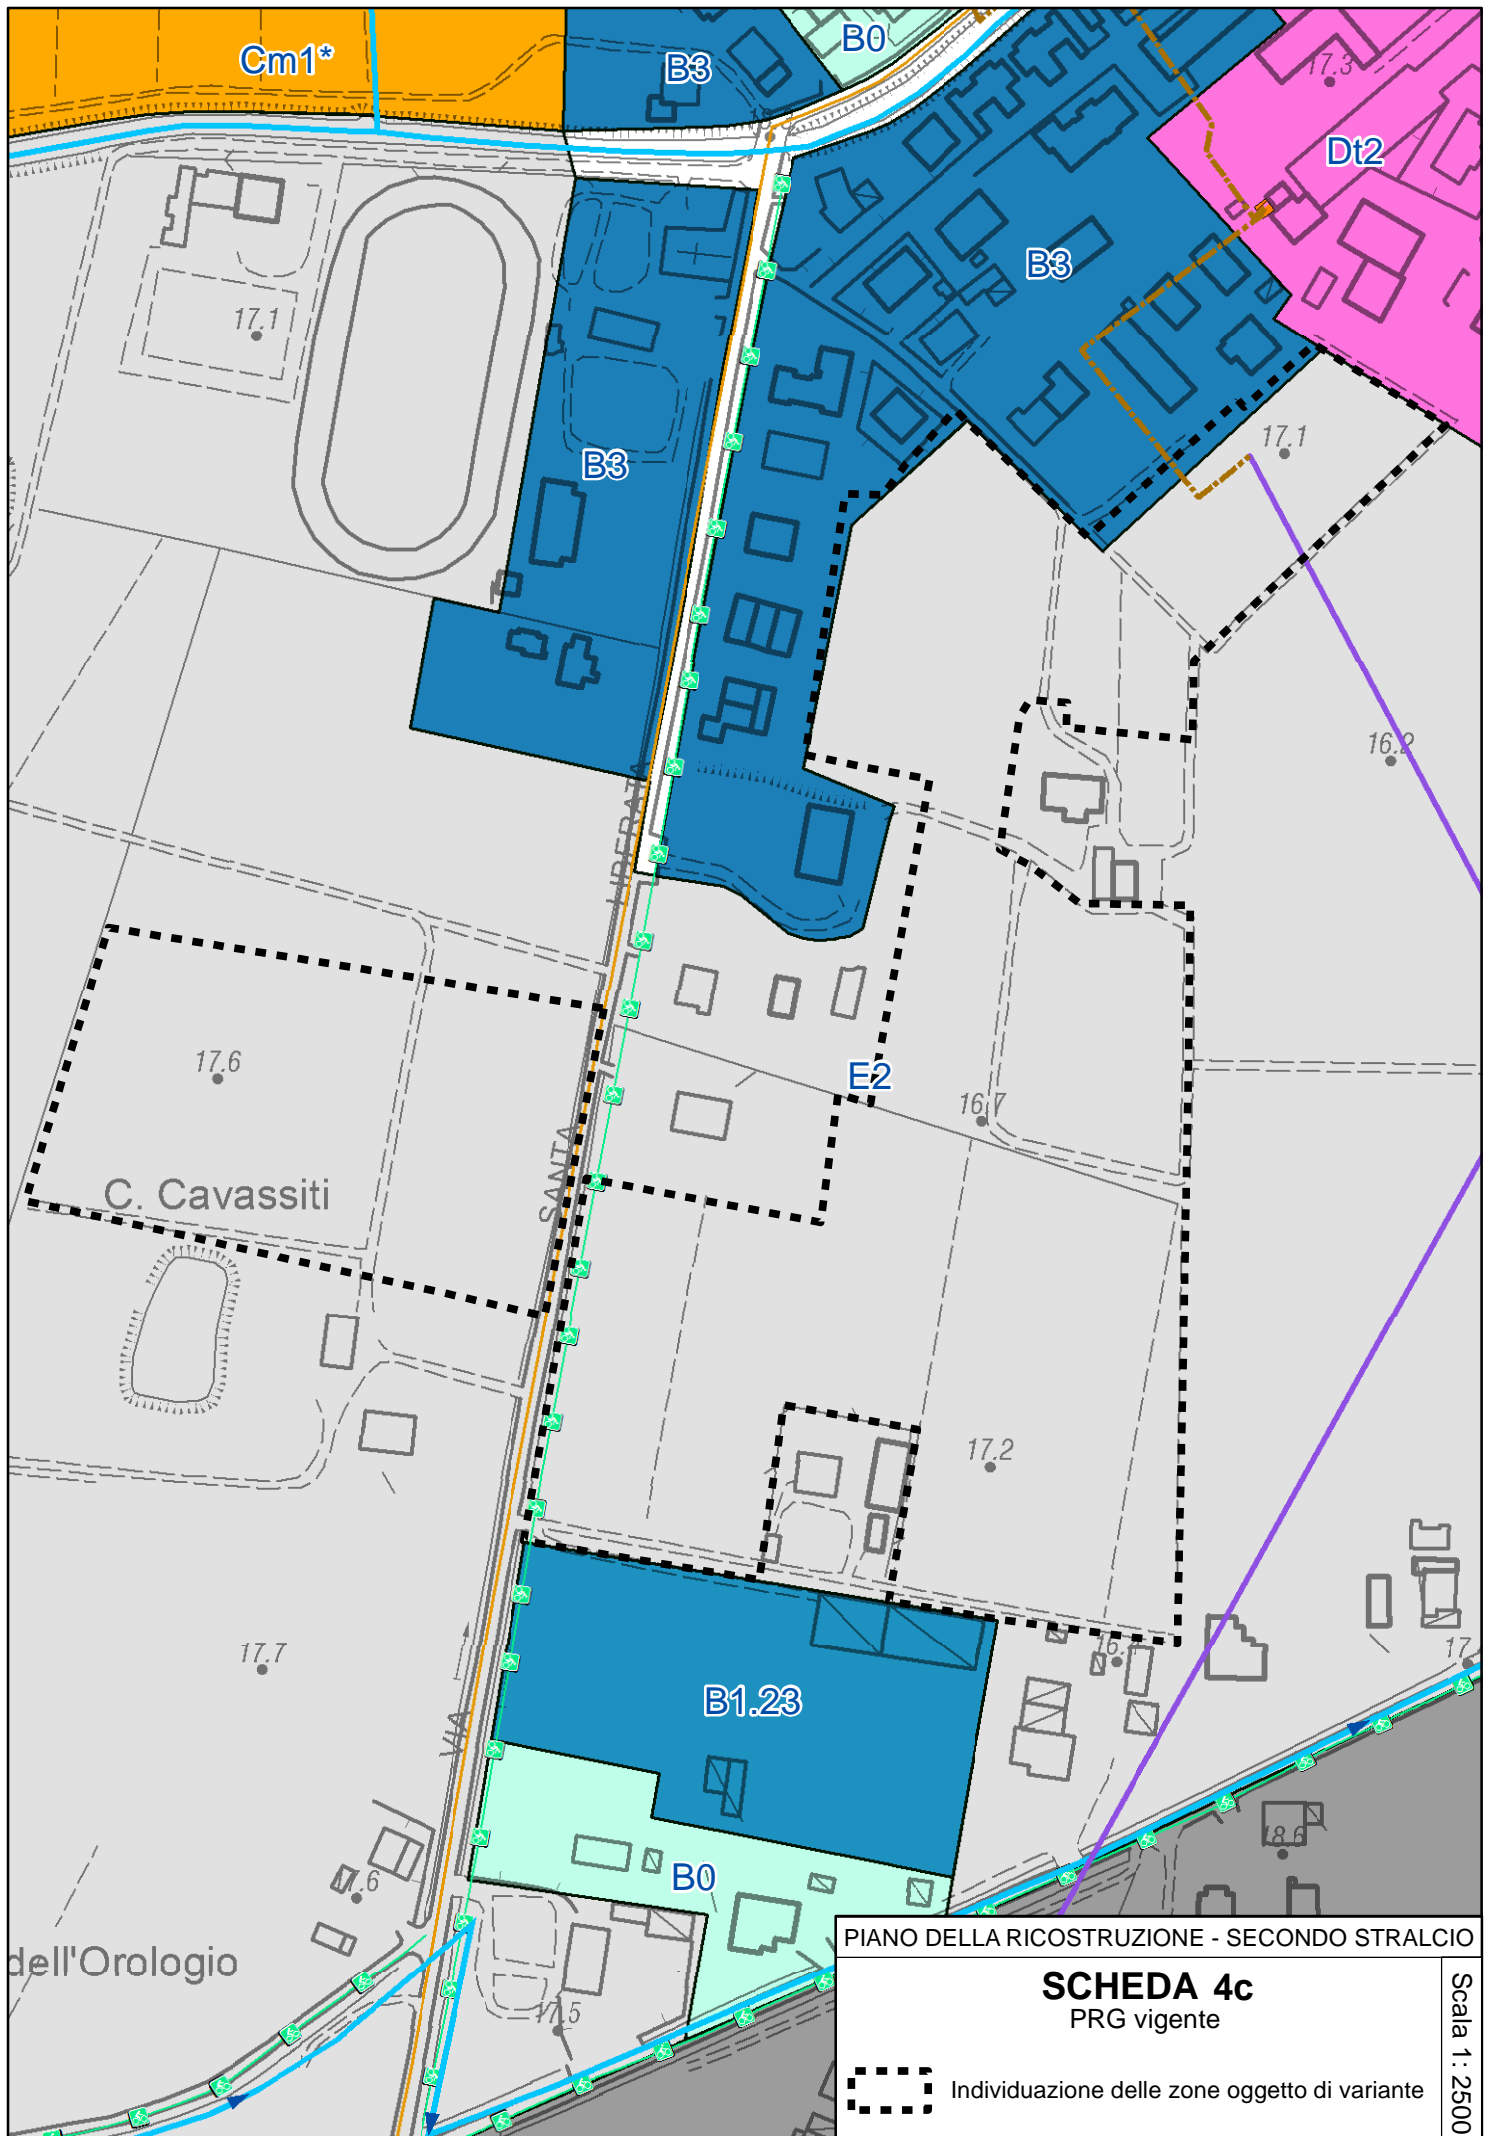 Cm1*
B3
B0
17.3
Dt2
B3
17.1
B3
17.1
16.2
LIBERATA
17.6
E2
16.7
C. Cavassiti
SANTA
17.2
17.7
B1.23
VIA
B0
18.6
dell'Orologio
17.5
PIANO DELLA RICOSTRUZIONE - SECONDO STRALCIO
SCHEDA 4c
PRG vigente
Individuazione delle zone oggetto di variante
Scala 1: 2500